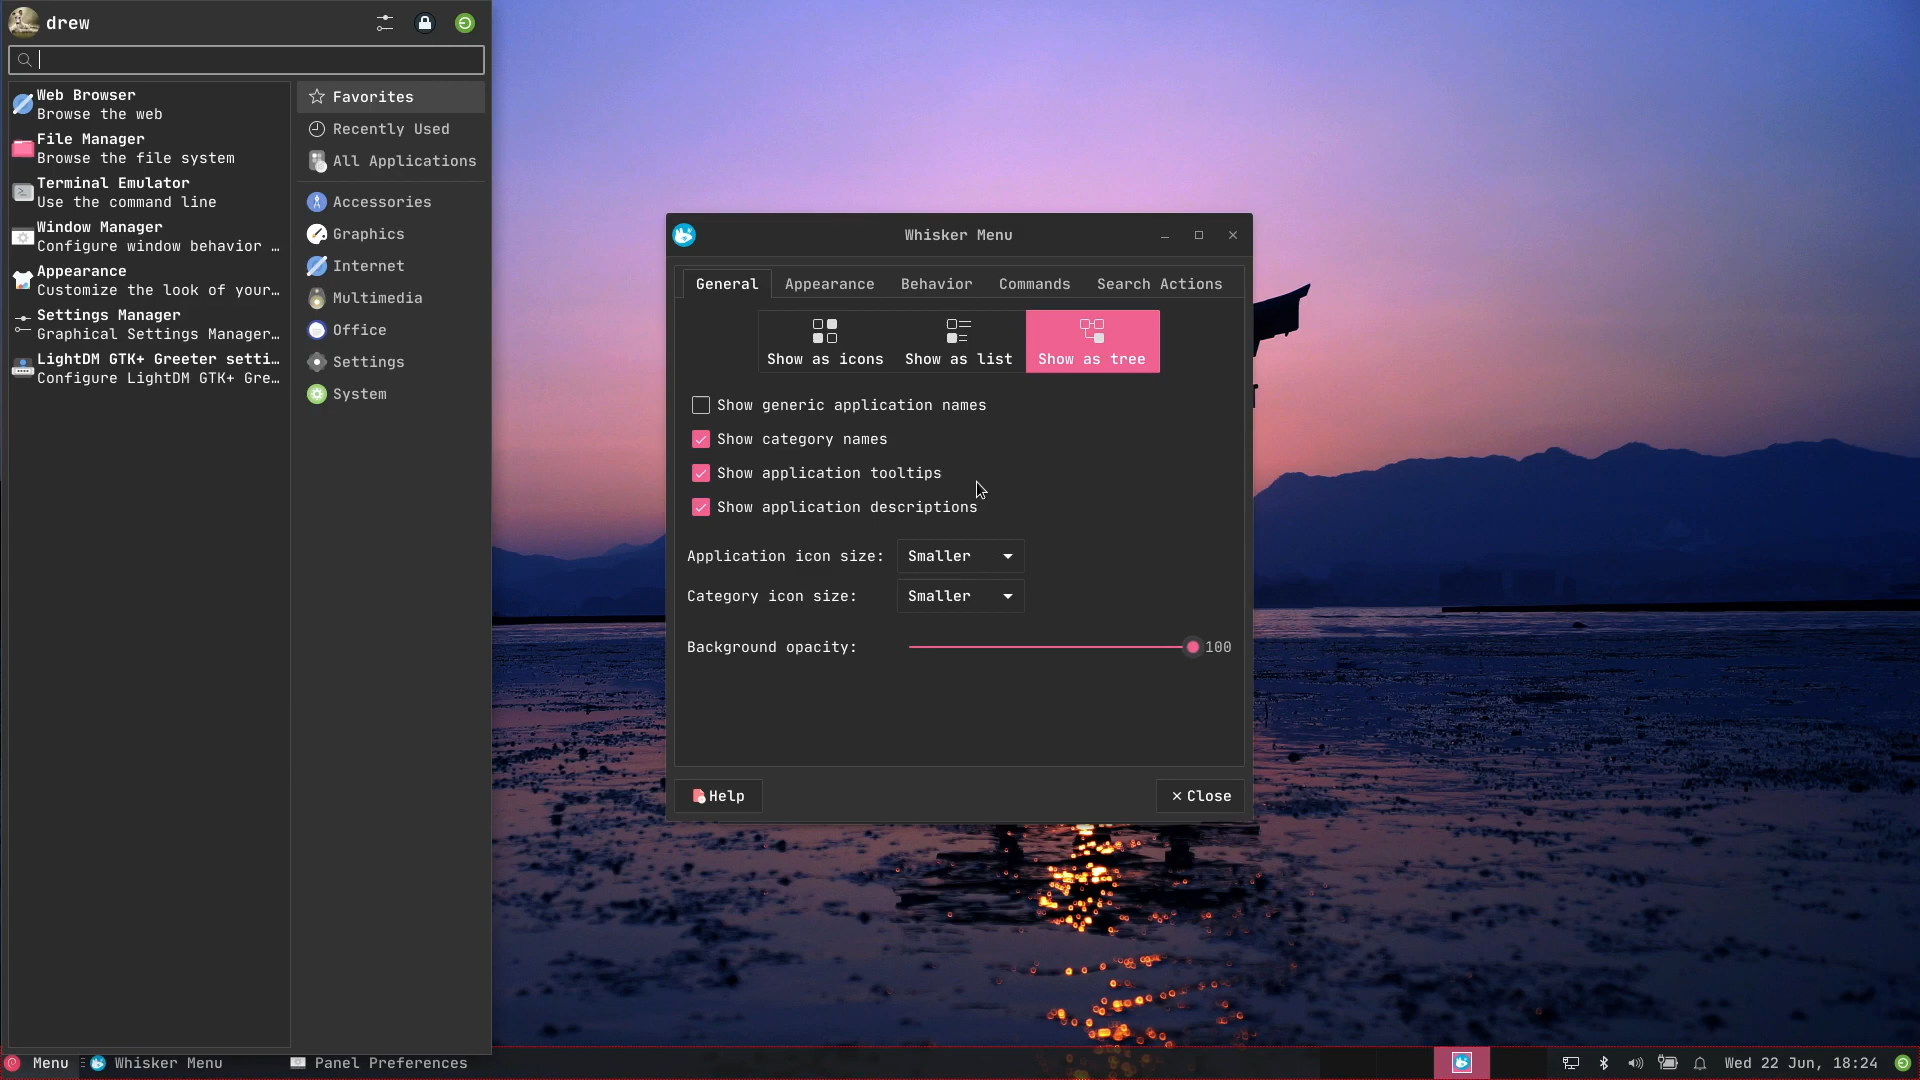 drew
Web Browser
Browse the web
File Manager
Browse the file system
Terminal Emulator
Use the command line
Window Manager
Configure window behavior …
Appearance
Customize the look of your…
Settings Manager
Graphical Settings Manager…
LightDM GTK+ Greeter setti…
Configure LightDM GTK+ Gre…
Favorites
Recently Used
All Applications
Accessories
Graphics
Internet
Multimedia
Office
Settings
System
Whisker Menu
General Appearance Behavior Commands Search Actions
Show as icons Show as list Show as tree
Show generic application names
Show category names
Show application tooltips
Show application descriptions
Application icon size: Smaller
Category icon size: Smaller
Background opacity: 100
Help Close
Menu Whisker Menu Panel Preferences Wed 22 Jun, 18:24